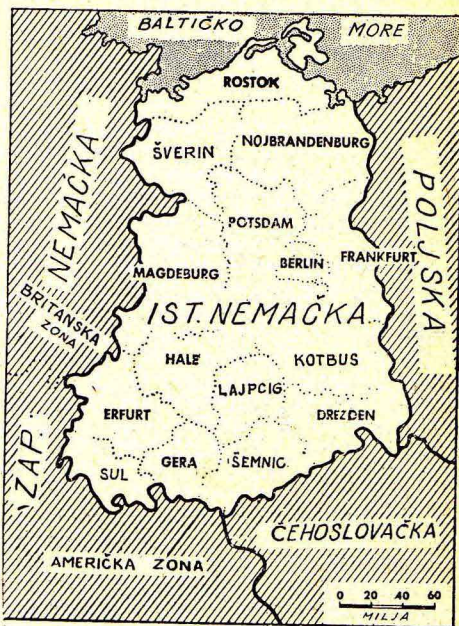 BALTIČKO MORE
ROSTOK
ŠVERIN
NOJBRANDENBURG
POTSDAM
BERLIN
FRANKFURT
MAGDEBURG
IST. NEMAČKA
HALE
KOTBUS
LAJPCIG
ERFURT
DREZDEN
SUL
GERA
ŠEMNIC
ZAP. NEMAČKA
BRITANSKA
ZONA
POLJSKA
ČEHOSLOVAČKA
AMERIČKA ZONA
0 20 40 60
MILJA